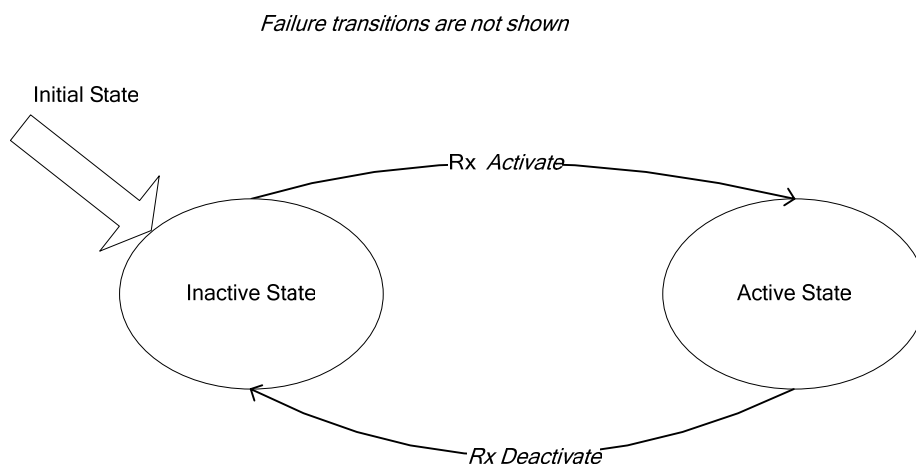 Failure transitions are not shown
Initial State
Rx Activate
Inactive State
Active State
Rx Deactivate